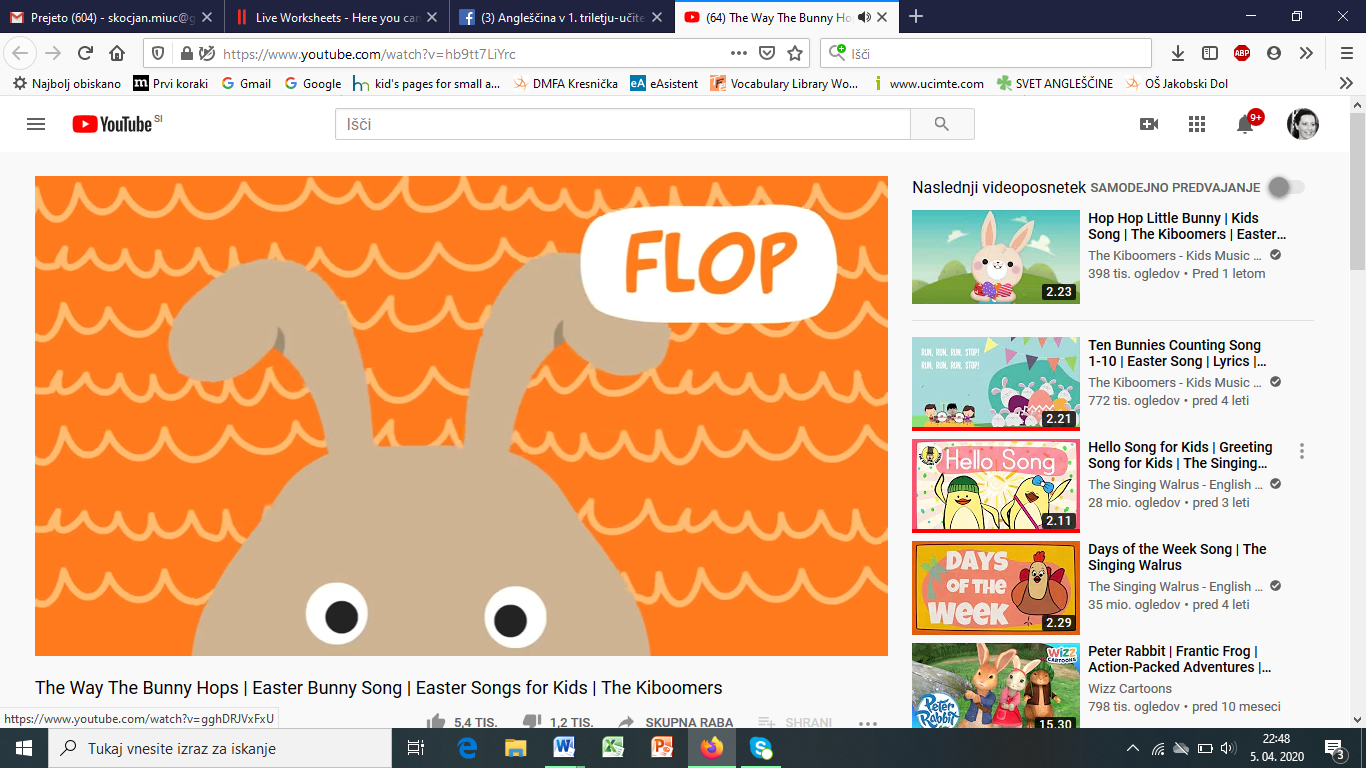 Prejeto (604) - skocjan.miuc@g
Live Worksheets - Here you can
(3) Angleščina v 1. triletju-učite
(64) The Way The Bunny Ho
https://www.youtube.com/watch?v=hb9tt7LiYrc
Išči
ABP
Najbolj obiskano
Prvi koraki
Gmail
Google
kid's pages for small a...
DMFA Kresnička
eAsistent
Vocabulary Library Wo...
www.ucimte.com
SVET ANGLEŠČINE
OŠ Jakobski Dol
YouTube SI
Išči
9+
FLOP
Naslednji videoposnetek SAMODEJNO PREDVAJANJE
2.23
Hop Hop Little Bunny | Kids
Song | The Kiboomers | Easter...
The Kiboomers - Kids Music ...
398 tis. ogledov • Pred 1 letom
RUN, RUN, RUN, STOP!
RUN, RUN, RUN, STOP!
2.21
Ten Bunnies Counting Song
1-10 | Easter Song | Lyrics |...
The Kiboomers - Kids Music ...
772 tis. ogledov • pred 4 leti
Hello Song
2.11
Hello Song for Kids | Greeting
Song for Kids | The Singing...
The Singing Walrus - English ...
28 mio. ogledov • pred 3 leti
DAYS
OF THE
WEEK
2.29
Days of the Week Song | The
Singing Walrus
The Singing Walrus - English ...
35 mio. ogledov • pred 4 leti
WIZZ
CARTOONS
Peter
Rabbit
15.30
Peter Rabbit | Frantic Frog |
Action-Packed Adventures |...
Wizz Cartoons
798 tis. ogledov • pred 10 meseci
The Way The Bunny Hops | Easter Bunny Song | Easter Songs for Kids | The Kiboomers
https://www.youtube.com/watch?v=gghDRJVxFxU
5,4 TIS.
1,2 TIS.
SKUPNA RABA
SHRANI
Tukaj vnesite izraz za iskanje
22:48
5. 04. 2020
3